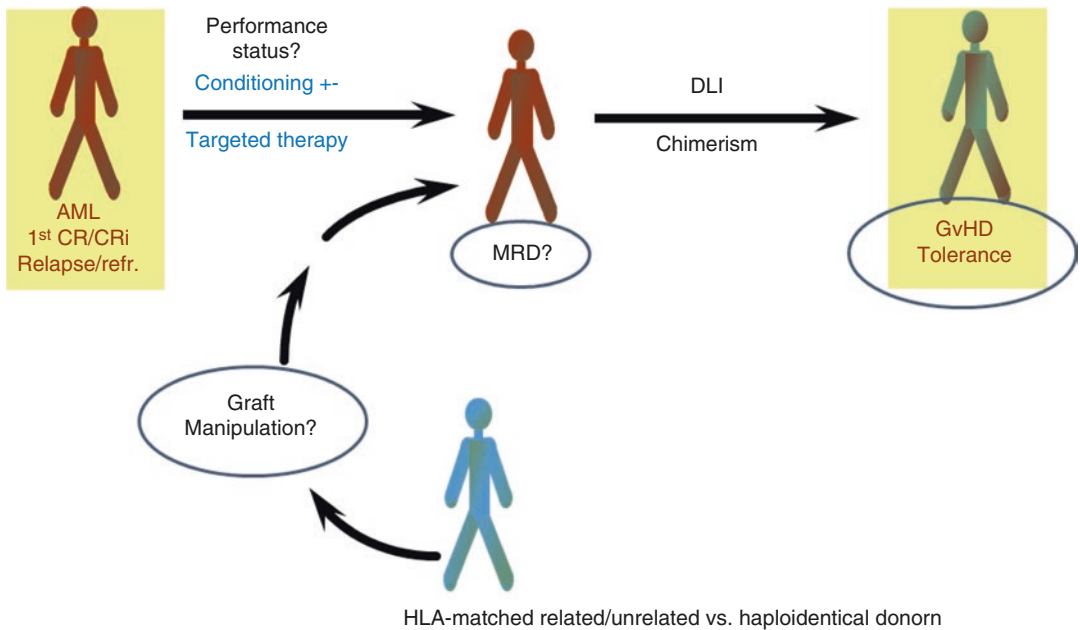 Performance
status?
Conditioning +-
Targeted therapy
AML
1st CR/CRi
Relapse/refr.
MRD?
DLI
Chimerism
GvHD
Tolerance
Graft
Manipulation?
HLA-matched related/unrelated vs. haploidentical donorn